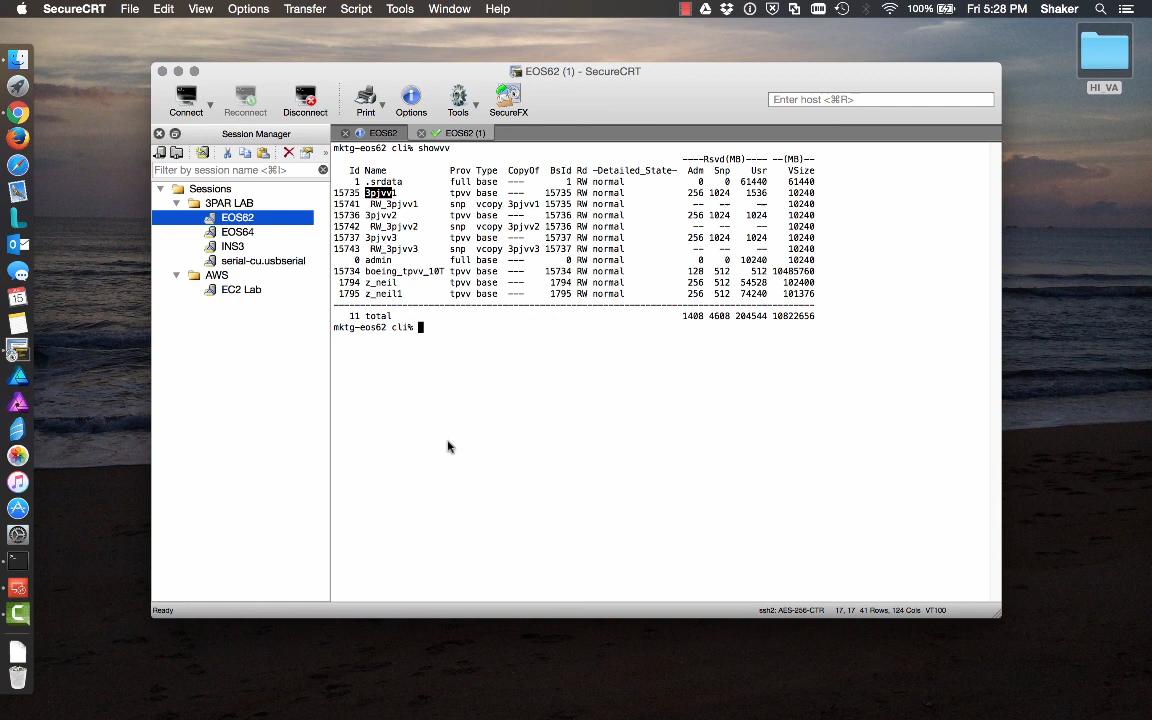 SecureCRT File Edit View Options Transfer Script Tools Window Help 100% Fri 5:28 PM Shaker
HI_VA
EOS62 (1) - SecureCRT
Connect Reconnect Disconnect Print Options Tools SecureFX
Enter host <⌘R>
Session Manager
EOS62
EOS62 (1)
Filter by session name <⌘I>
Sessions
3PAR LAB
EOS62
EOS64
INS3
serial-cu.usbserial
AWS
EC2 Lab
mktg-eos62 cli% showvv
----Rsvd(MB)---- --(MB)--
Id Name Prov Type CopyOf BsId Rd -Detailed_State- Adm Snp Usr VSize
1 .srdata full base --- 1 RW normal 0 0 61440 61440
15735 3pjvv1 tpvv base --- 15735 RW normal 256 1024 1536 10240
15741 RW_3pjvv1 snp vcopy 3pjvv1 15735 RW normal -- -- -- 10240
15736 3pjvv2 tpvv base --- 15736 RW normal 256 1024 1024 10240
15742 RW_3pjvv2 snp vcopy 3pjvv2 15736 RW normal -- -- -- 10240
15737 3pjvv3 tpvv base --- 15737 RW normal 256 1024 1024 10240
15743 RW_3pjvv3 snp vcopy 3pjvv3 15737 RW normal -- -- -- 10240
0 admin full base --- 0 RW normal 0 0 10240 10240
15734 boeing_tpvv_10T tpvv base --- 15734 RW normal 128 512 512 10485760
1794 z_neil tpvv base --- 1794 RW normal 256 512 54528 102400
1795 z_neil1 tpvv base --- 1795 RW normal 256 512 74240 101376
----------------------------------------------------------------------------------------
11 total 1408 4608 204544 10822656
mktg-eos62 cli%
Ready
ssh2: AES-256-CTR 17, 17 41 Rows, 124 Cols VT100